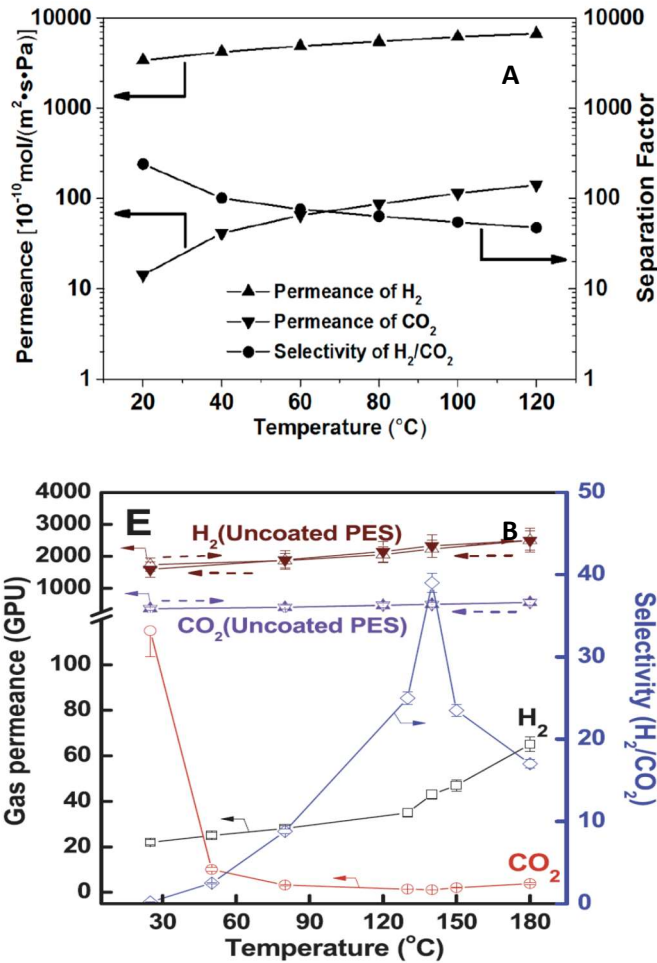 10000
1000
100
10
1
Permeance [10⁻¹⁰mol/(m²•s•Pa)]
A
Permeance of H₂
Permeance of CO₂
Selectivity of H₂/CO₂
10000
1000
100
10
1
Separation Factor
20 40 60 80 100 120
Temperature (°C)
4000
3000
2000
1000
100
80
60
40
20
0
Gas permeance (GPU)
E
B
H₂(Uncoated PES)
CO₂(Uncoated PES)
H₂
CO₂
50
40
30
20
10
0
Selectivity (H₂/CO₂)
30 60 90 120 150 180
Temperature (°C)